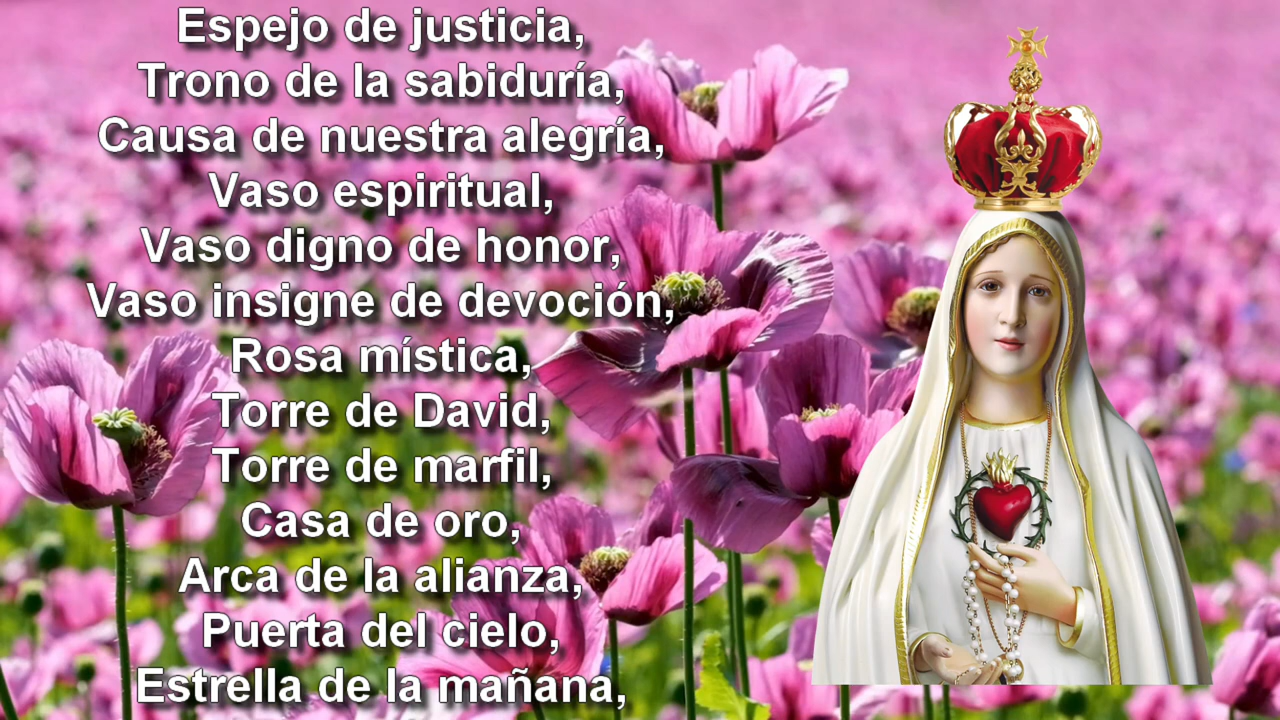 Espejo de justicia,
Trono de la sabiduría,
Causa de nuestra alegría,
Vaso espiritual,
Vaso digno de honor,
Vaso insigne de devoción,
Rosa mística,
Torre de David,
Torre de marfil,
Casa de oro,
Arca de la alianza,
Puerta del cielo,
Estrella de la mañana,